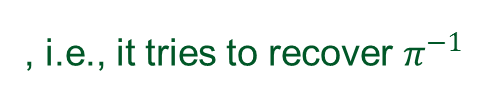 , i.e., it tries to recover π⁻¹